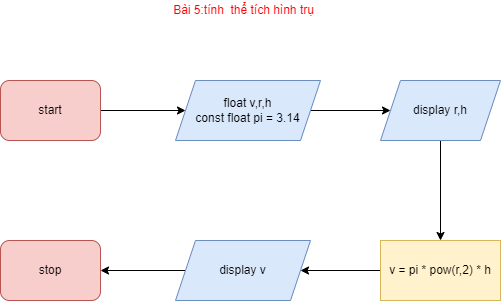 Bài 5:tính thể tích hình trụ
start
float v,r,h
const float pi = 3.14
display r,h
v = pi * pow(r,2) * h
display v
stop